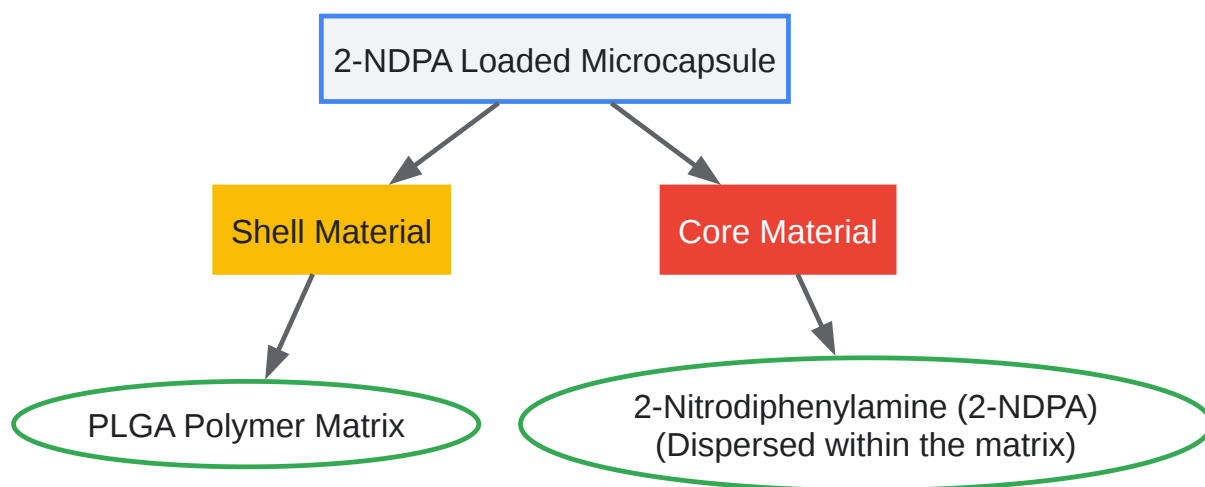 2-NDPA Loaded Microcapsule
Shell Material
Core Material
PLGA Polymer Matrix
2-Nitrodiphenylamine (2-NDPA)
(Dispersed within the matrix)